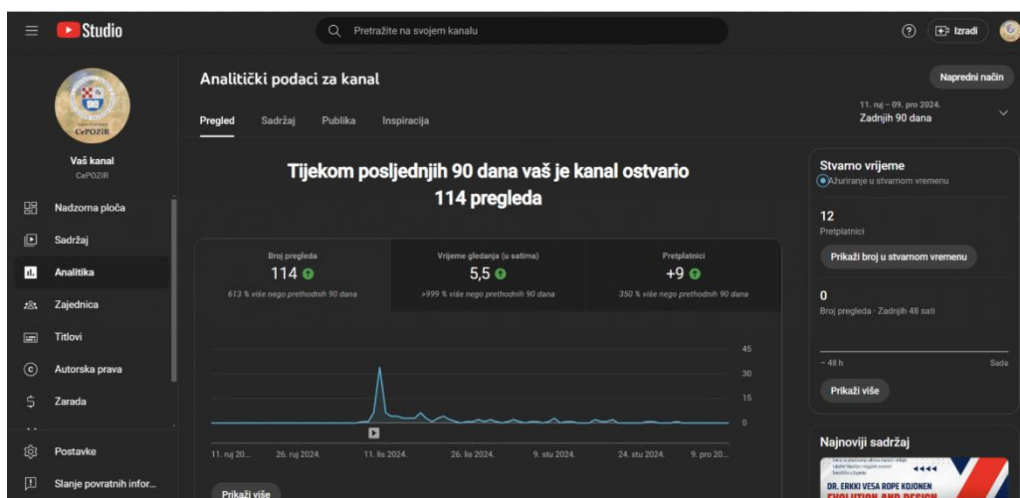 Studio
Pretražite na svojem kanalu
Izradi
CePOZIR
Vaš kanal
CePOZIR
Nadzorna ploča
Sadržaj
Analitika
Zajednica
Titlovi
Autorska prava
Zarada
Postavke
Slanje povratnih infor...
Analitički podaci za kanal
Napredni način
Pregled Sadržaj Publika Inspiracija
11. ruj – 09. pro 2024.
Zadnjih 90 dana
Tijekom posljednjih 90 dana vaš je kanal ostvario
114 pregleda
Broj pregleda
114
613 % više nego prethodnih 90 dana
Vrijeme gledanja (u satima)
5,5
>999 % više nego prethodnih 90 dana
Pretplatnici
+9
350 % više nego prethodnih 90 dana
45
30
15
0
11. ruj 20... 26. ruj 2024. 11. lis 2024. 26. lis 2024. 9. stu 2024. 24. stu 2024. 9. pro 20...
Prikaži više
Stvarno vrijeme
Ažuriranje u stvarnom vremenu
12
Pretplatnici
Prikaži broj u stvarnom vremenu
0
Broj pregleda · Zadnjih 48 sati
– 48 h Sada
Prikaži više
Najnoviji sadržaj
DR. ERKKI VESA ROPE KOJONEN
EVOLUTION AND DESIGN